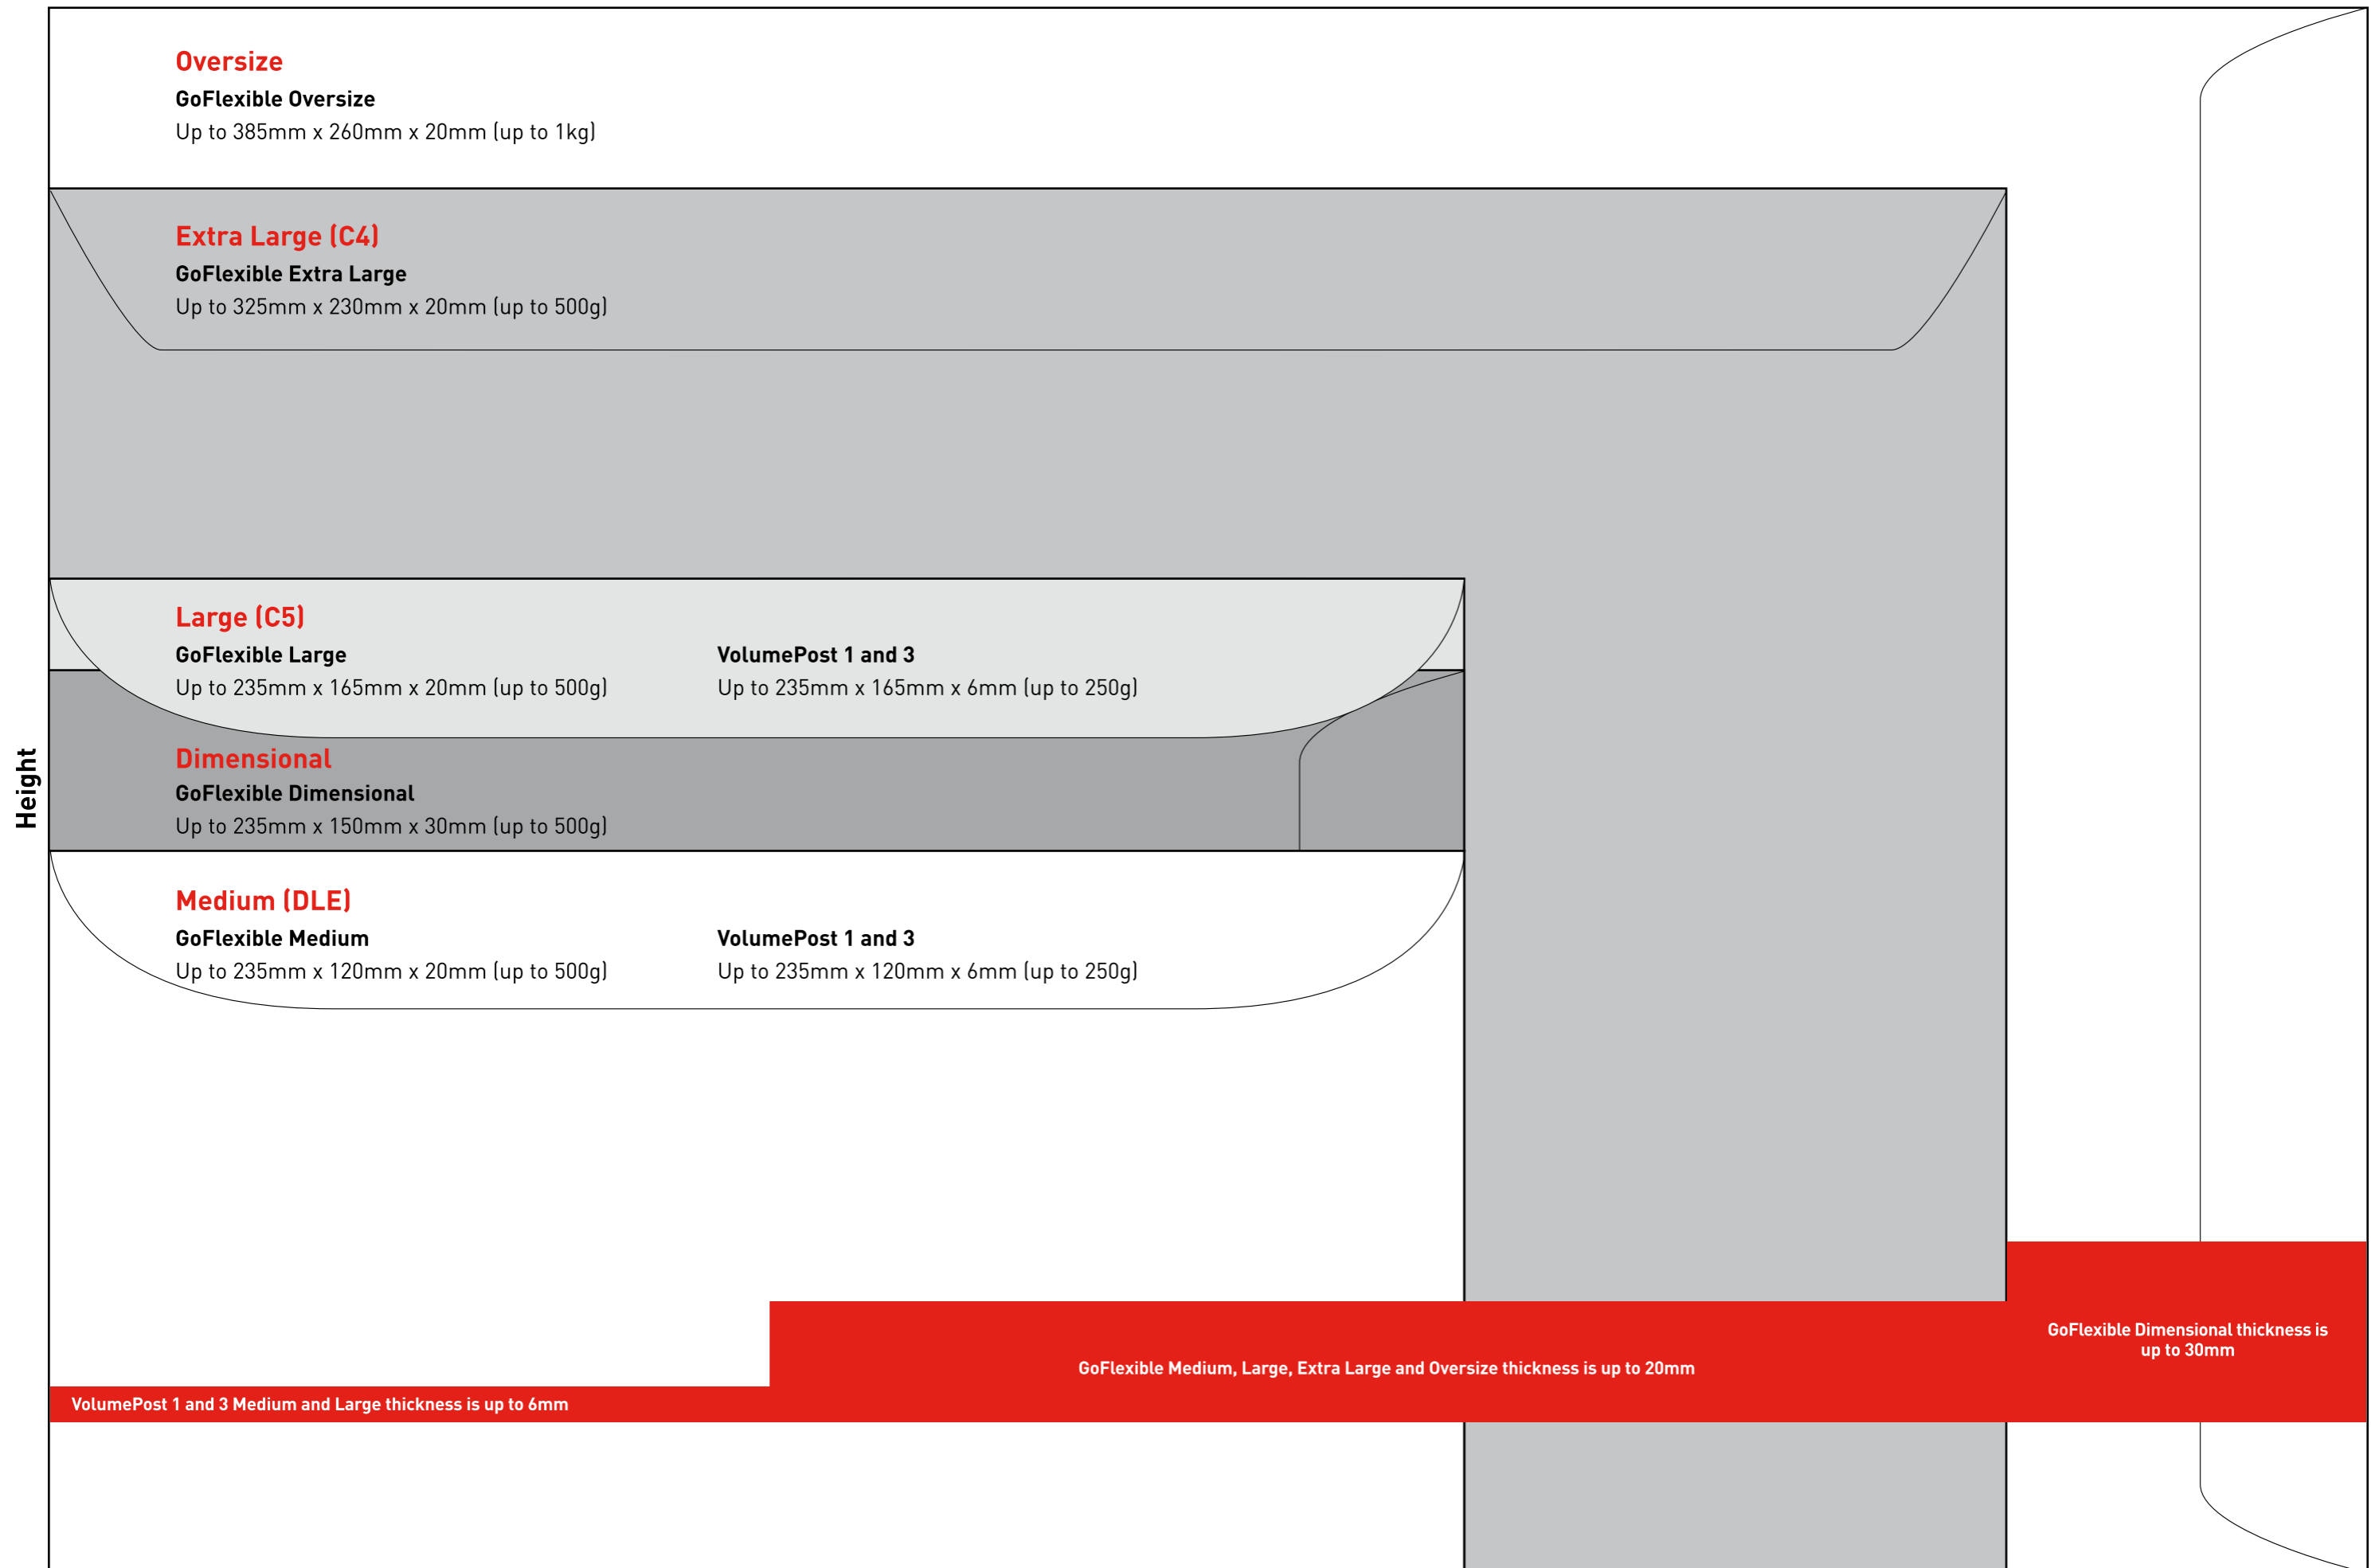 Oversize
GoFlexible Oversize
Up to 385mm x 260mm x 20mm (up to 1kg)
Extra Large (C4)
GoFlexible Extra Large
Up to 325mm x 230mm x 20mm (up to 500g)
Large (C5)
GoFlexible Large
Up to 235mm x 165mm x 20mm (up to 500g)
VolumePost 1 and 3
Up to 235mm x 165mm x 6mm (up to 250g)
Dimensional
GoFlexible Dimensional
Up to 235mm x 150mm x 30mm (up to 500g)
Height
Medium (DLE)
GoFlexible Medium
Up to 235mm x 120mm x 20mm (up to 500g)
VolumePost 1 and 3
Up to 235mm x 120mm x 6mm (up to 250g)
GoFlexible Dimensional thickness is
up to 30mm
GoFlexible Medium, Large, Extra Large and Oversize thickness is up to 20mm
VolumePost 1 and 3 Medium and Large thickness is up to 6mm